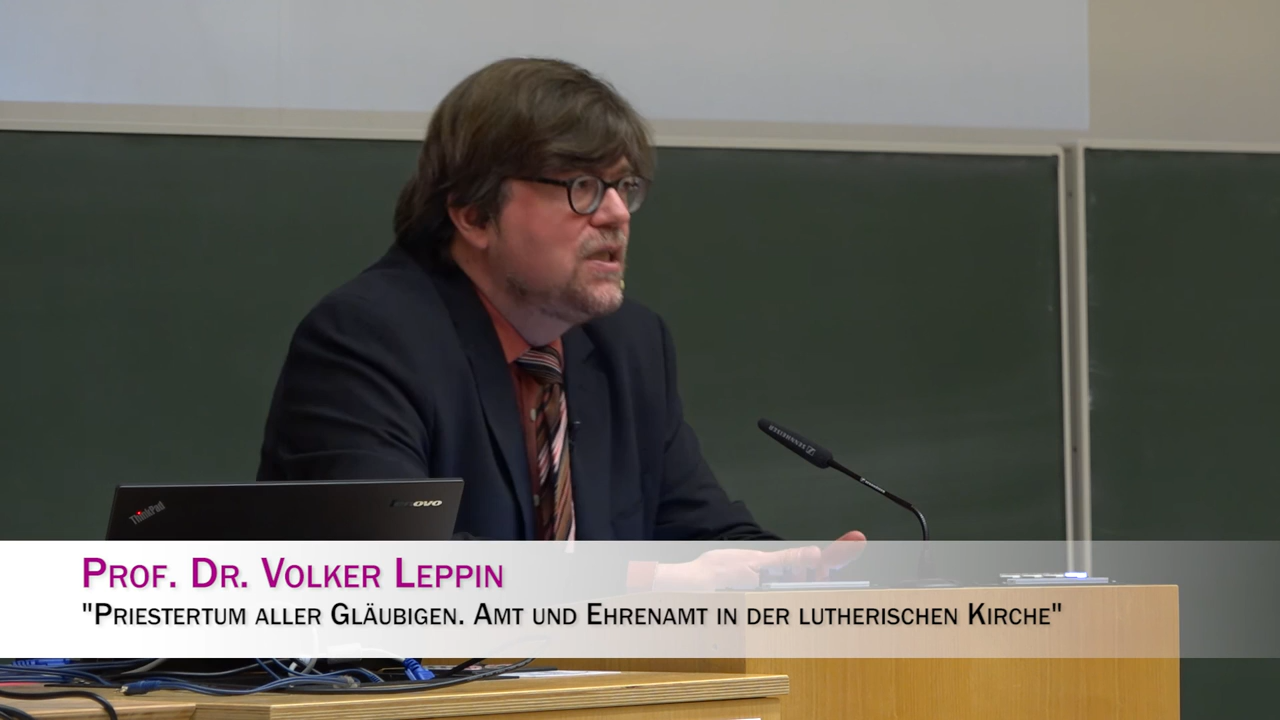 SENNHEISER
ThinkPad
lenovo
Prof. Dr. Volker Leppin
"Priestertum aller Gläubigen. Amt und Ehrenamt in der lutherischen Kirche"